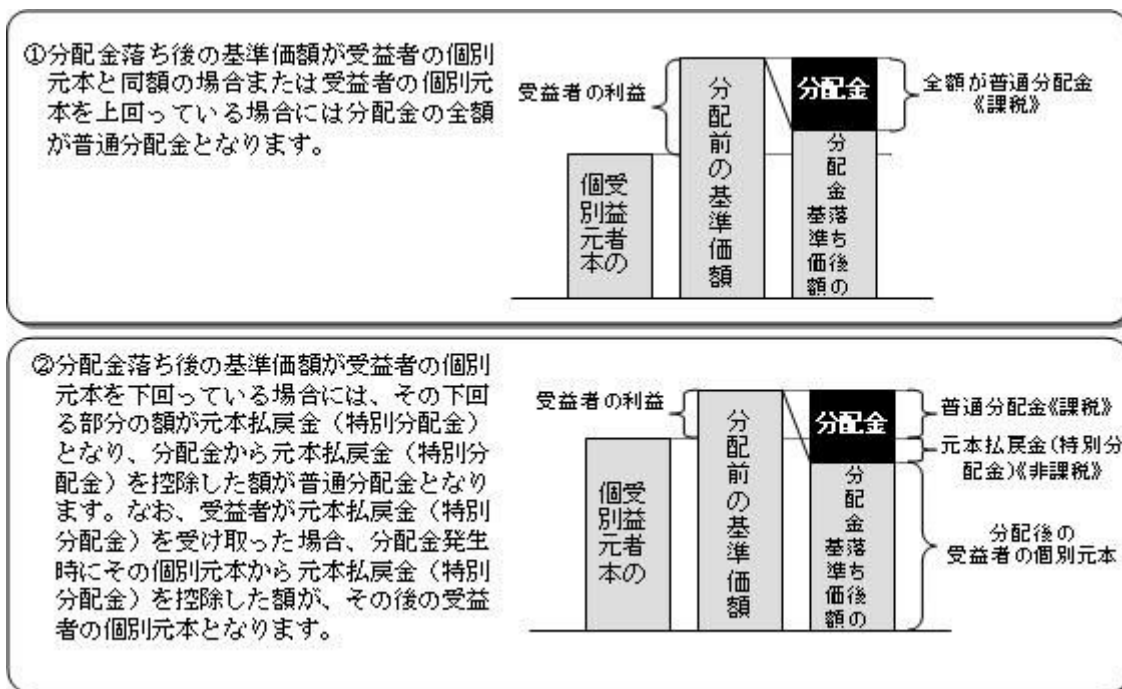 ①分配金落ち後の基準価額が受益者の個別
元本と同額の場合または受益者の個別元
本を上回っている場合には分配金の全額
が普通分配金となります。
受益者の利益
受益者の
個別元本
分配前の基準価額
分配金
分配金落ち後の
基準価額
全額が普通分配金
《課税》
②分配金落ち後の基準価額が受益者の個別
元本を下回っている場合には、その下回
る部分の額が元本払戻金（特別分配金）
となり、分配金から元本払戻金（特別分
配金）を控除した額が普通分配金となり
ます。なお、受益者が元本払戻金（特別
分配金）を受け取った場合、分配金発生
時にその個別元本から元本払戻金（特別
分配金）を控除した額が、その後の受益
者の個別元本となります。
受益者の利益
受益者の
個別元本
分配前の基準価額
分配金
分配金落ち後の
基準価額
普通分配金《課税》
元本払戻金(特別分
配金)《非課税》
分配後の
受益者の個別元本